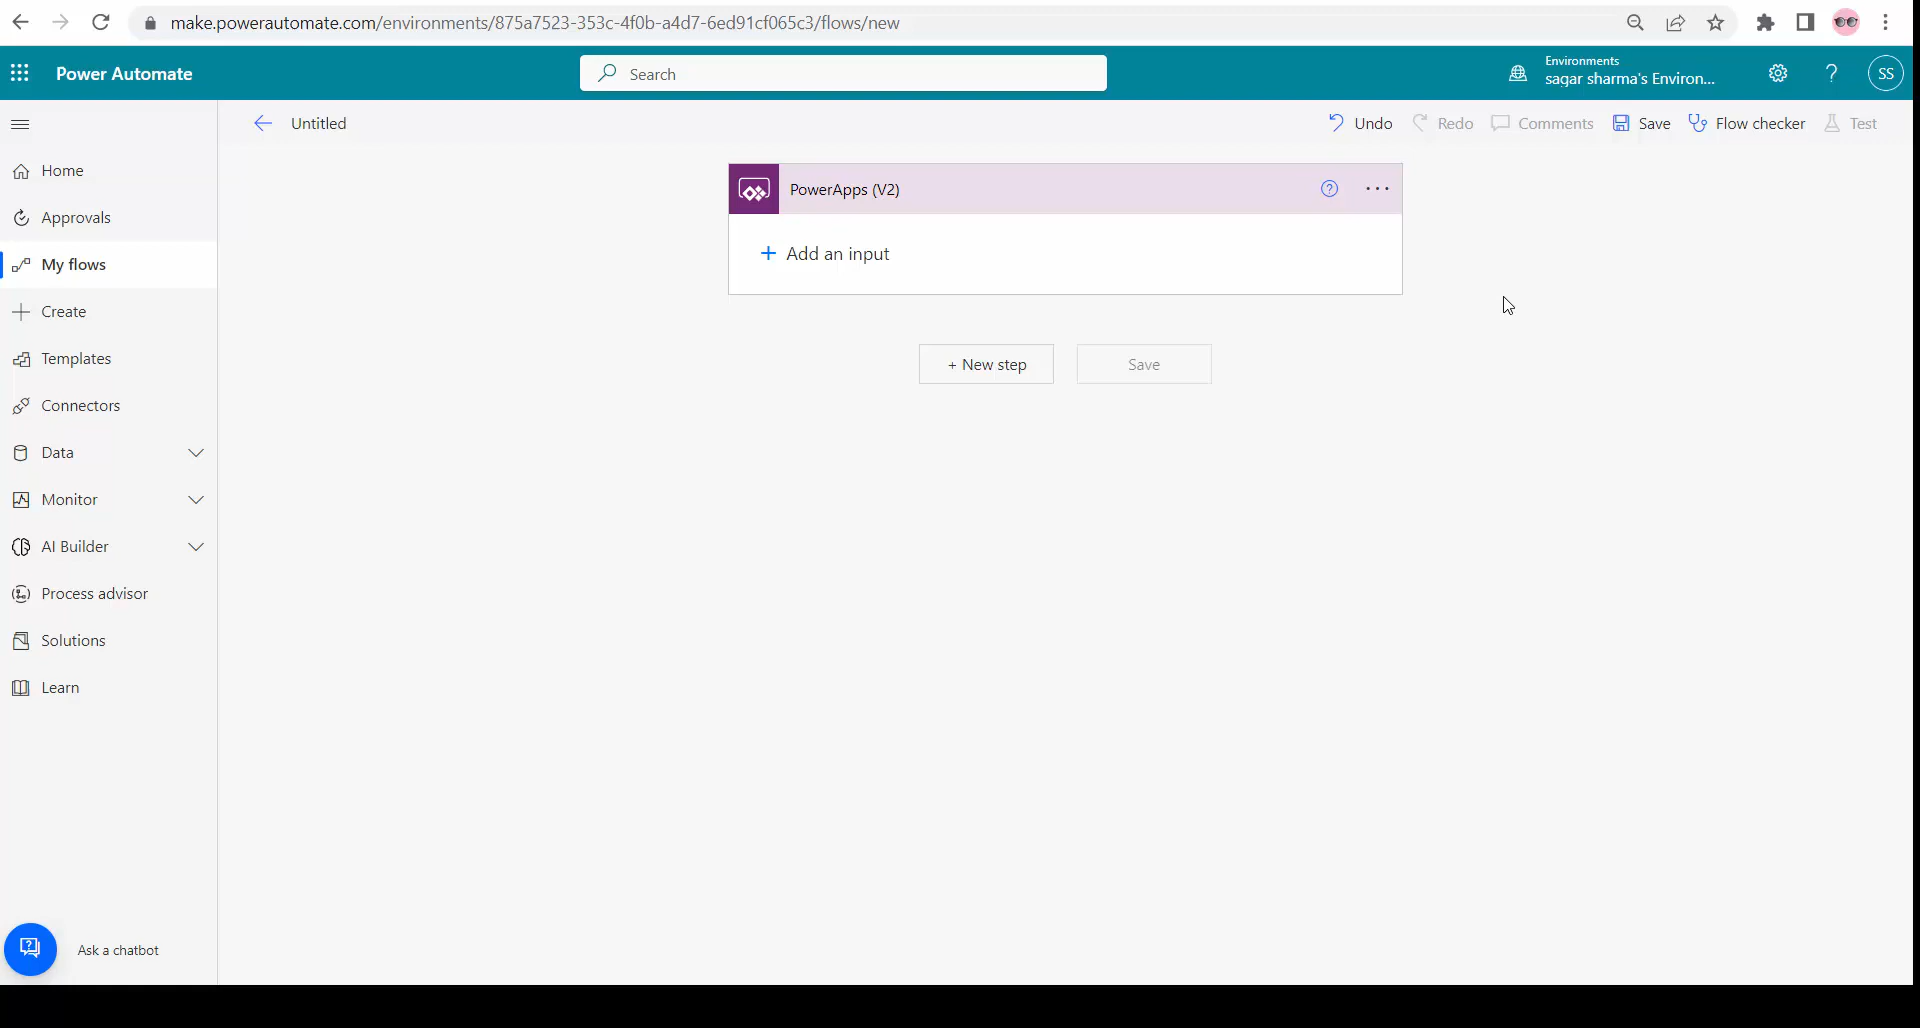 make.powerautomate.com/environments/875a7523-353c-4f0b-a4d7-6ed91cf065c3/flows/new
Power Automate
Search
Environments
sagar sharma's Environ...
?
SS
Untitled
Undo
Redo
Comments
Save
Flow checker
Test
Home
Approvals
My flows
Create
Templates
Connectors
Data
Monitor
AI Builder
Process advisor
Solutions
Learn
PowerApps (V2)
?
...
+ Add an input
+ New step
Save
Ask a chatbot